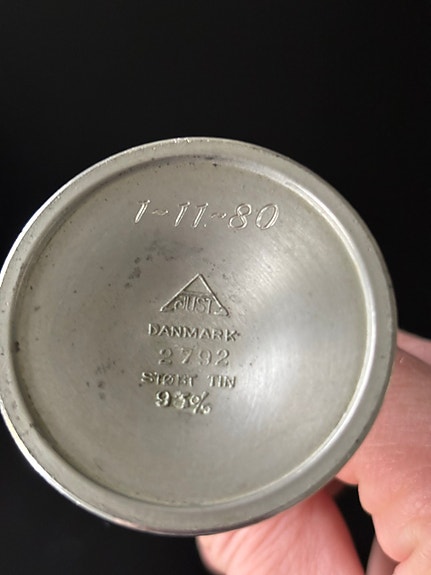 1-11-80
JUST
DANMARK
2792
STØBT TIN
93%